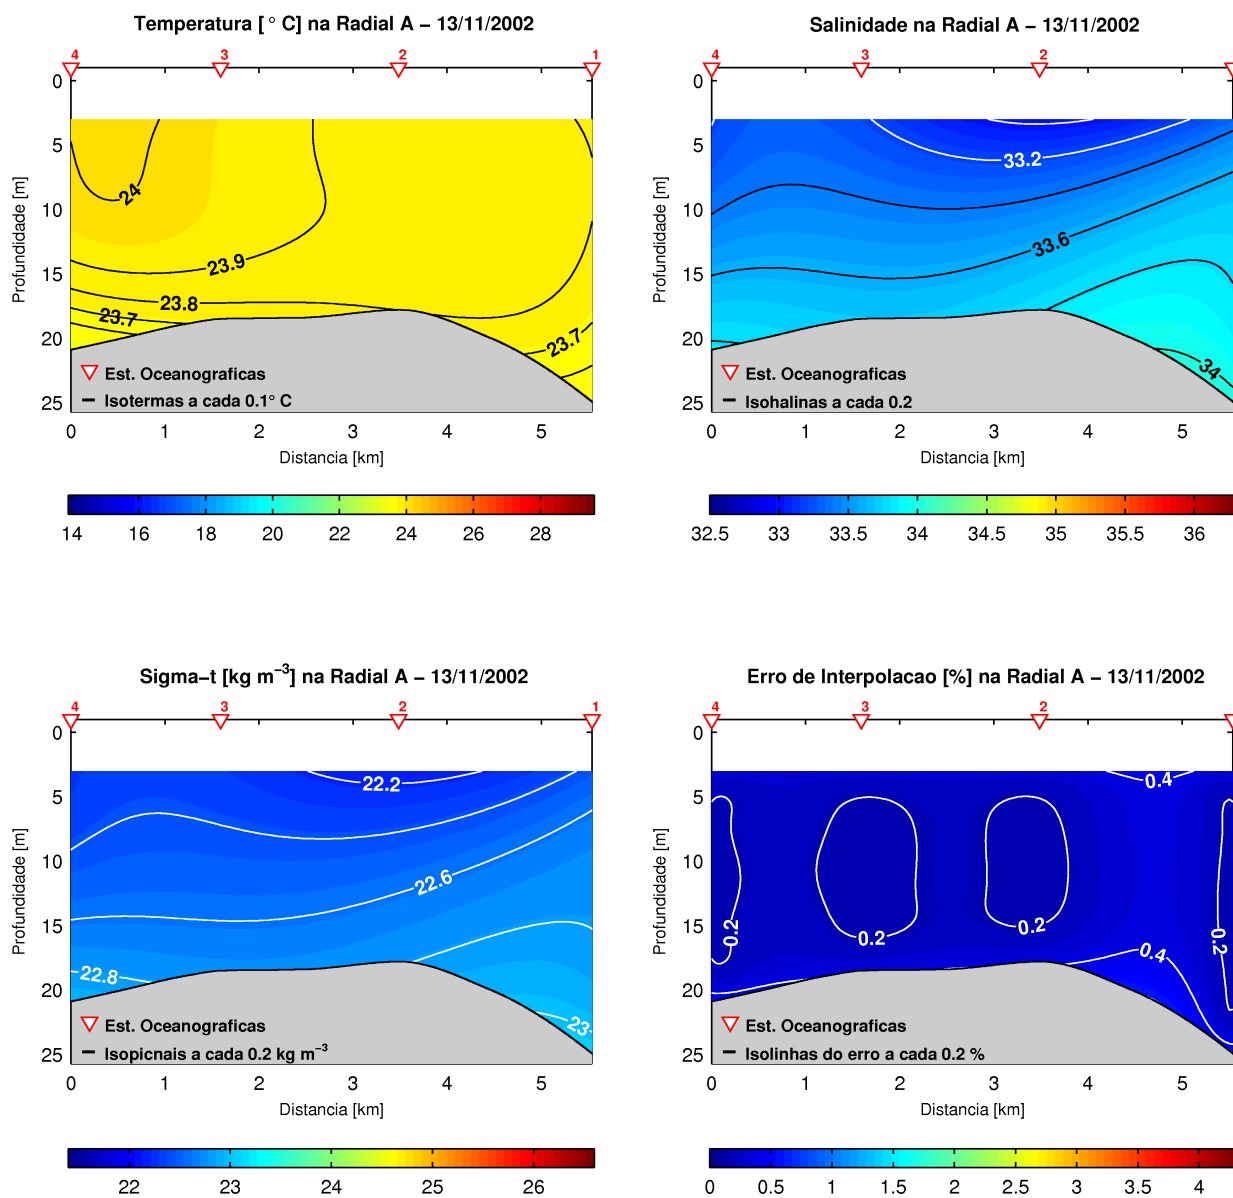 Temperatura [ ° C] na Radial A – 13/11/2002
4 3 2 1
0
5
10
15
20
25
Profundidade [m]
24
23.9
23.8
23.7
23.7
Est. Oceanograficas
Isotermas a cada 0.1° C
0 1 2 3 4 5
Distancia [km]
14 16 18 20 22 24 26 28
Salinidade na Radial A – 13/11/2002
4 3 2
0
5
10
15
20
25
Profundidade [m]
33.2
33.6
34
Est. Oceanograficas
Isohalinas a cada 0.2
0 1 2 3 4 5
Distancia [km]
32.5 33 33.5 34 34.5 35 35.5 36
Sigma–t [kg m⁻³] na Radial A – 13/11/2002
4 3 2 1
0
5
10
15
20
25
Profundidade [m]
22.2
22.6
22.8
23
Est. Oceanograficas
Isopicnais a cada 0.2 kg m⁻³
0 1 2 3 4 5
Distancia [km]
22 23 24 25 26
Erro de Interpolacao [%] na Radial A – 13/11/2002
4 3 2
0
5
10
15
20
25
Profundidade [m]
0.4
0.2
0.2
0.2
0.2
0.4
Est. Oceanograficas
Isolinhas do erro a cada 0.2 %
0 1 2 3 4 5
Distancia [km]
0 0.5 1 1.5 2 2.5 3 3.5 4